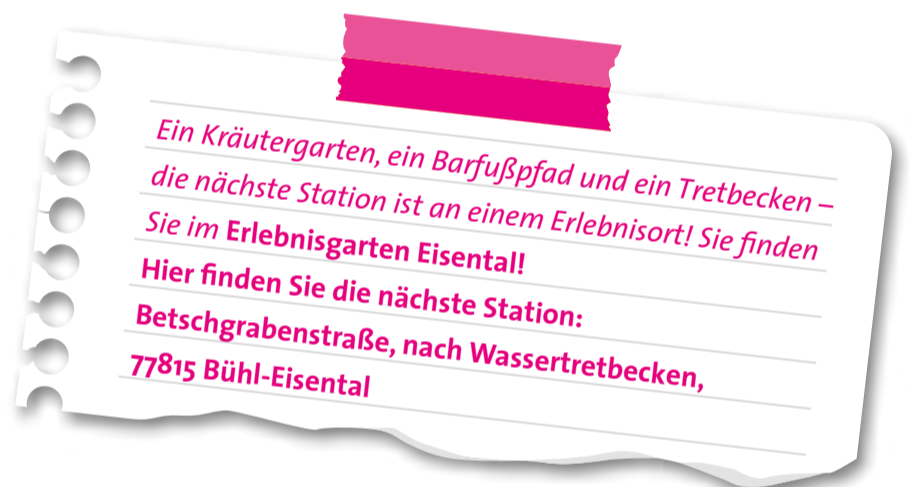 Ein Kräutergarten, ein Barfußpfad und ein Tretbecken –
die nächste Station ist an einem Erlebnisort! Sie finden
Sie im Erlebnisgarten Eisental!
Hier finden Sie die nächste Station:
Betschgrabenstraße, nach Wassertretbecken,
77815 Bühl-Eisental